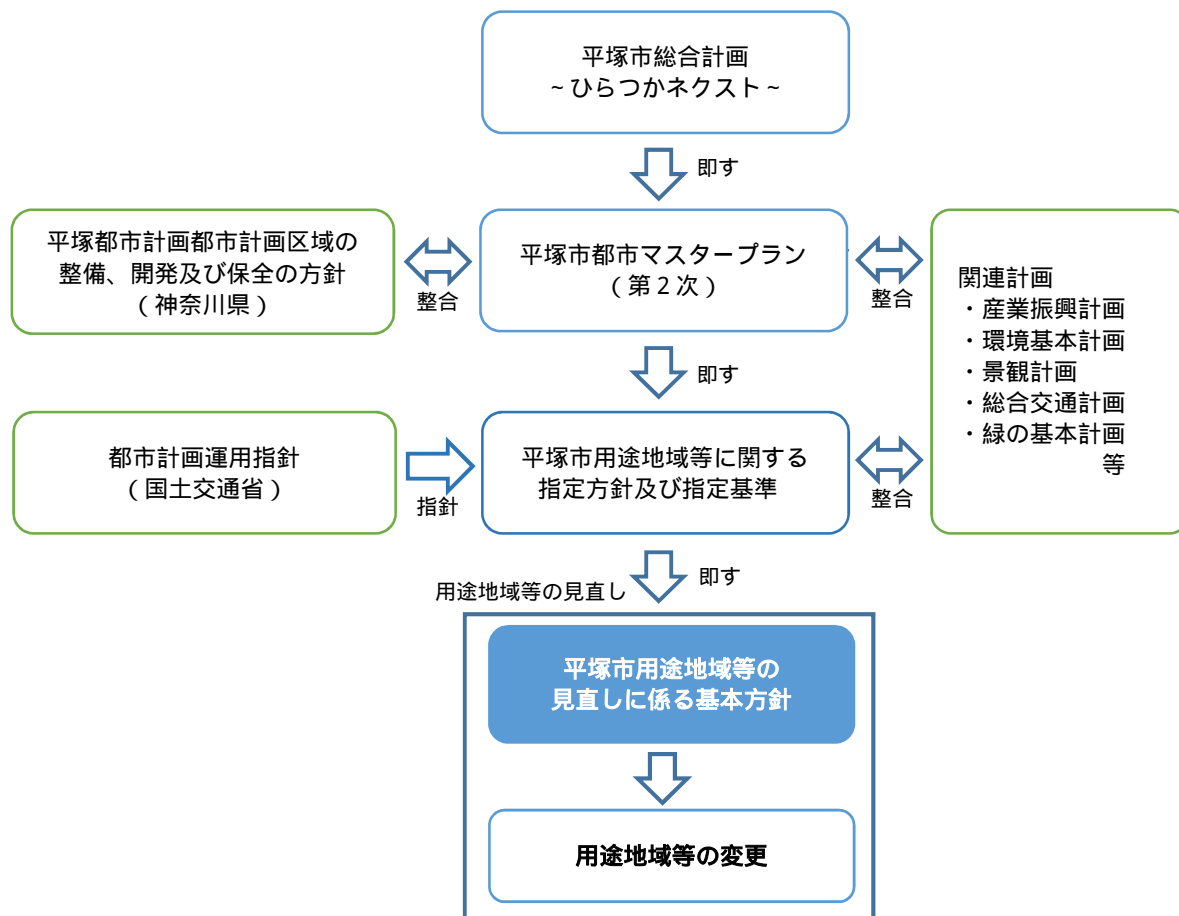 平塚市総合計画
~ひらつかネクスト~
即す
平塚都市計画都市計画区域の
整備、開発及び保全の方針
(神奈川県)
整合
平塚市都市マスタープラン
(第2次)
整合
関連計画
・産業振興計画
・環境基本計画
・景観計画
・総合交通計画
・緑の基本計画
等
即す
都市計画運用指針
(国土交通省)
指針
平塚市用途地域等に関する
指定方針及び指定基準
整合
即す
用途地域等の見直し
平塚市用途地域等の
見直しに係る基本方針
用途地域等の変更